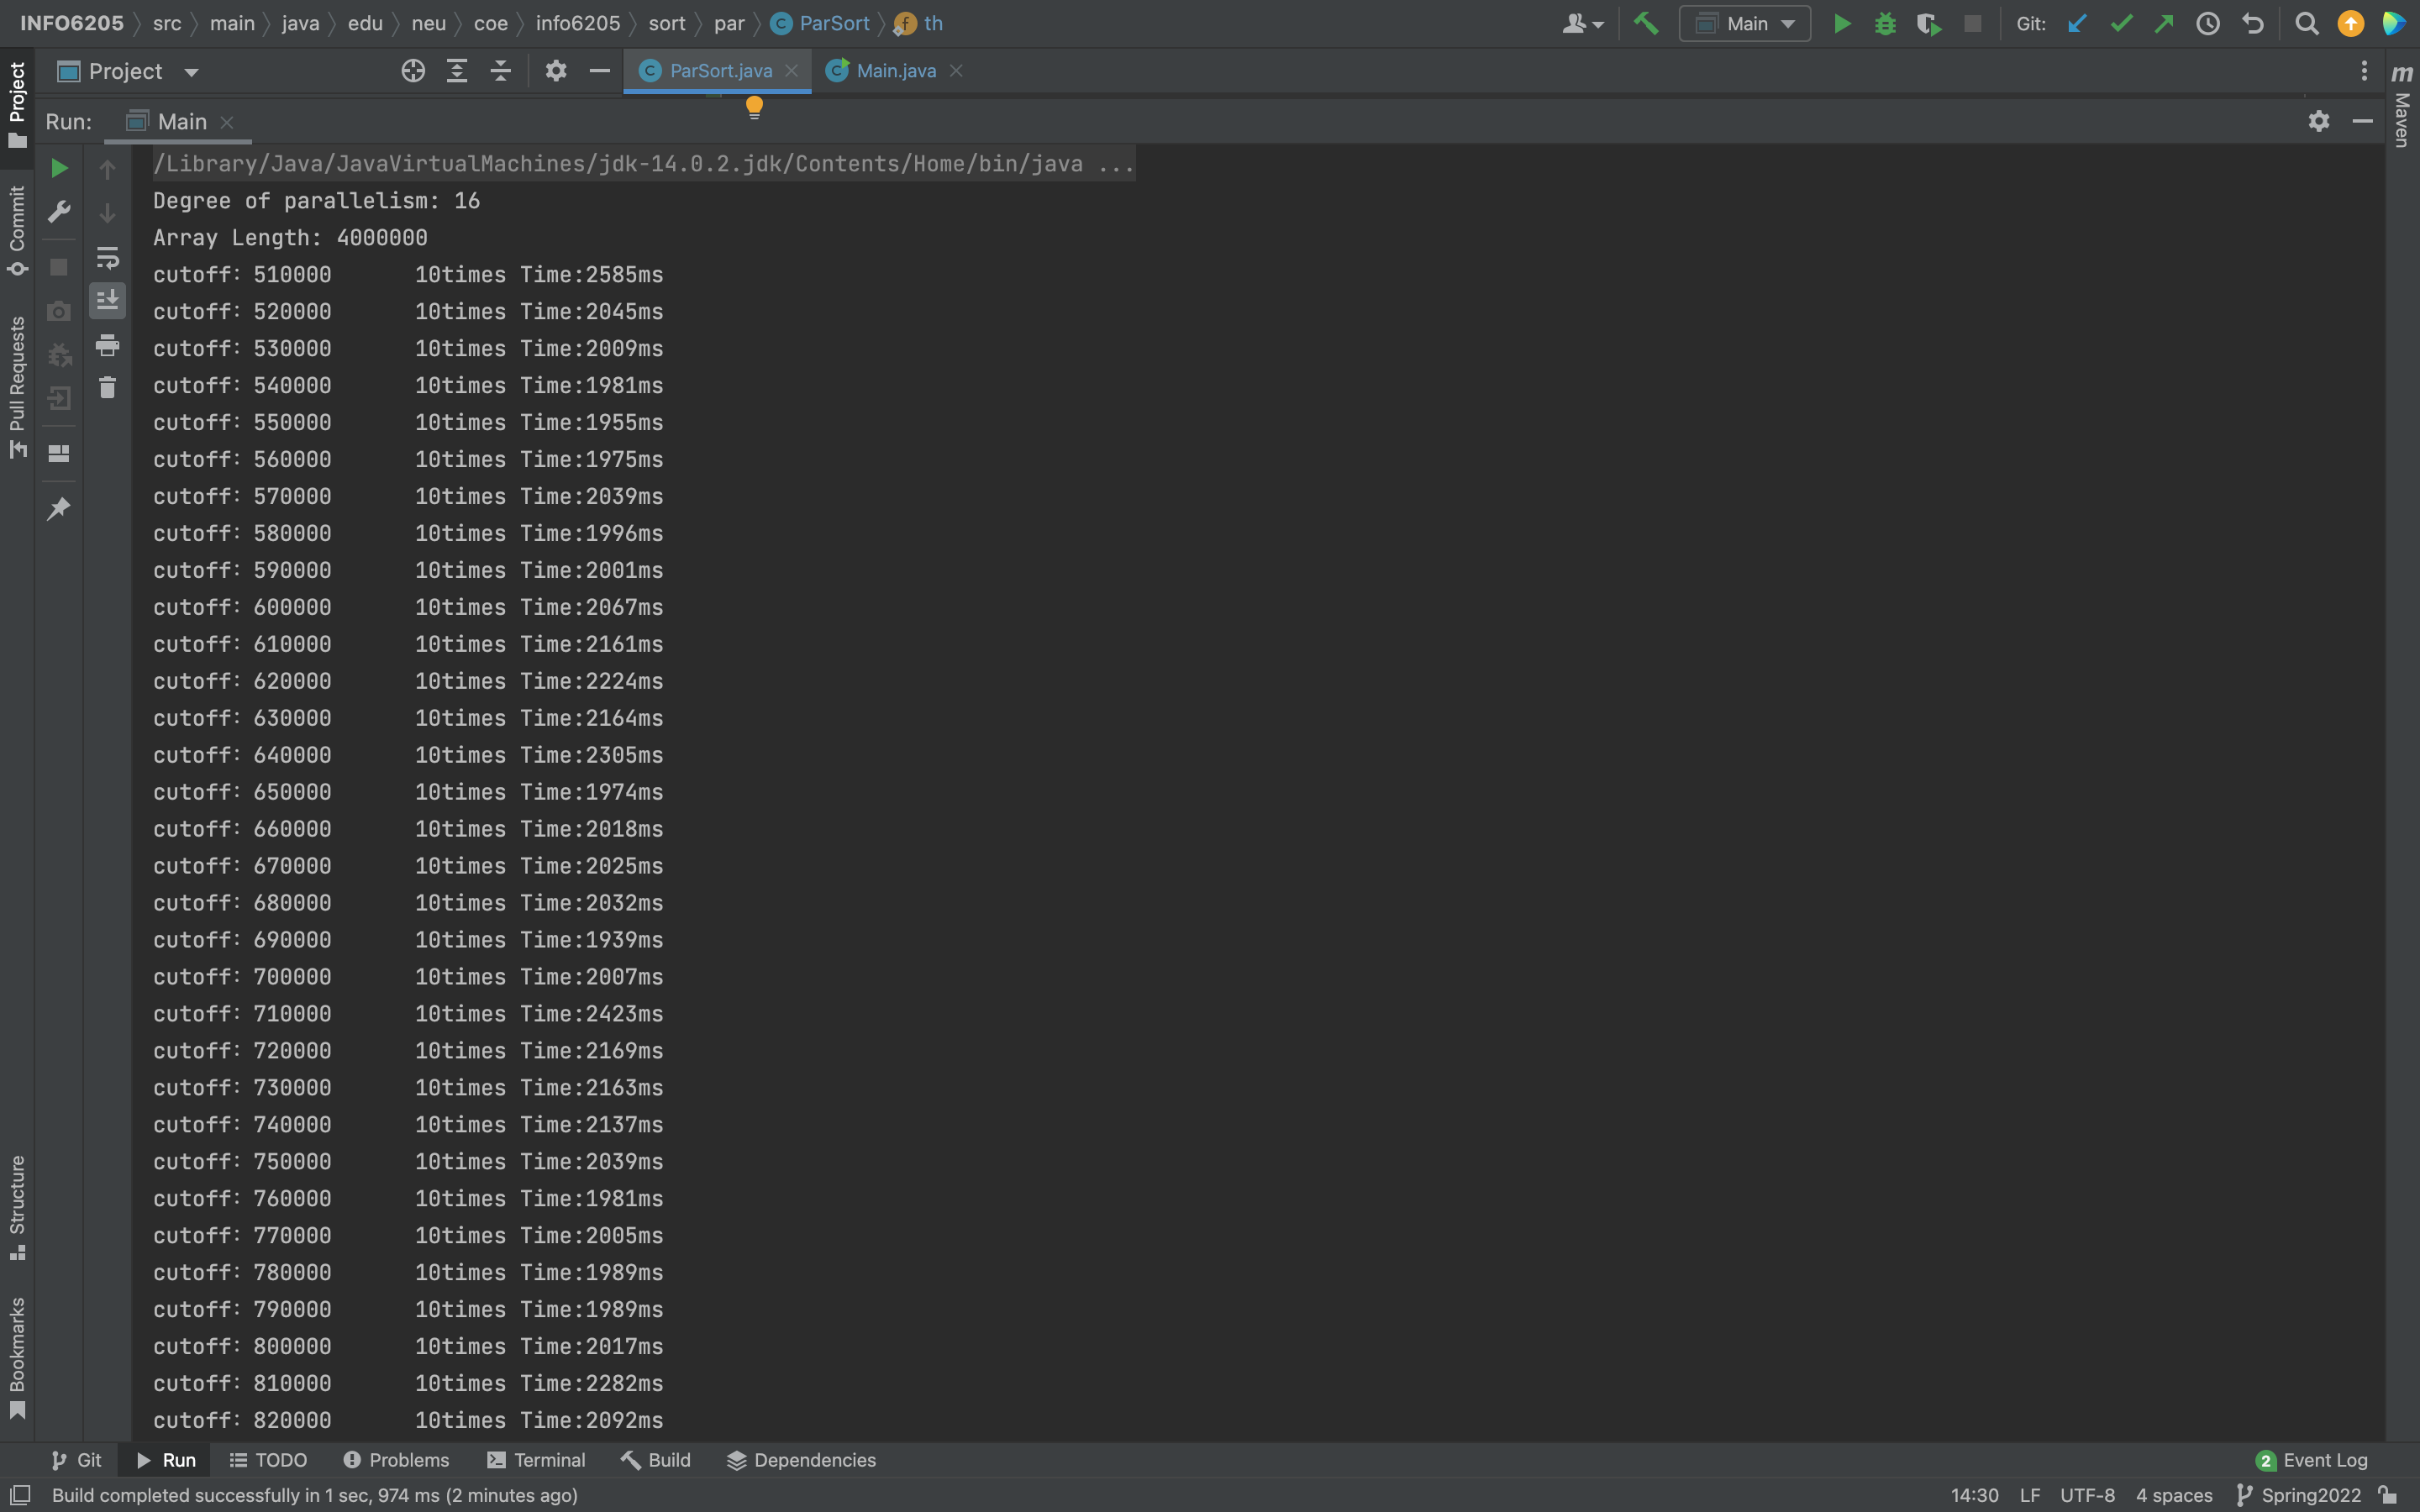 INFO6205 src main java edu neu coe info6205 sort par ParSort th Main Git:
Project ParSort.java Main.java
Run: Main
/Library/Java/JavaVirtualMachines/jdk-14.0.2.jdk/Contents/Home/bin/java ...
Degree of parallelism: 16
Array Length: 4000000
cutoff: 510000 10times Time:2585ms
cutoff: 520000 10times Time:2045ms
cutoff: 530000 10times Time:2009ms
cutoff: 540000 10times Time:1981ms
cutoff: 550000 10times Time:1955ms
cutoff: 560000 10times Time:1975ms
cutoff: 570000 10times Time:2039ms
cutoff: 580000 10times Time:1996ms
cutoff: 590000 10times Time:2001ms
cutoff: 600000 10times Time:2067ms
cutoff: 610000 10times Time:2161ms
cutoff: 620000 10times Time:2224ms
cutoff: 630000 10times Time:2164ms
cutoff: 640000 10times Time:2305ms
cutoff: 650000 10times Time:1974ms
cutoff: 660000 10times Time:2018ms
cutoff: 670000 10times Time:2025ms
cutoff: 680000 10times Time:2032ms
cutoff: 690000 10times Time:1939ms
cutoff: 700000 10times Time:2007ms
cutoff: 710000 10times Time:2423ms
cutoff: 720000 10times Time:2169ms
cutoff: 730000 10times Time:2163ms
cutoff: 740000 10times Time:2137ms
cutoff: 750000 10times Time:2039ms
cutoff: 760000 10times Time:1981ms
cutoff: 770000 10times Time:2005ms
cutoff: 780000 10times Time:1989ms
cutoff: 790000 10times Time:1989ms
cutoff: 800000 10times Time:2017ms
cutoff: 810000 10times Time:2282ms
cutoff: 820000 10times Time:2092ms
Project
Commit
Pull Requests
Structure
Bookmarks
m Maven
Git Run TODO Problems Terminal Build Dependencies 2 Event Log
Build completed successfully in 1 sec, 974 ms (2 minutes ago) 14:30 LF UTF-8 4 spaces Spring2022